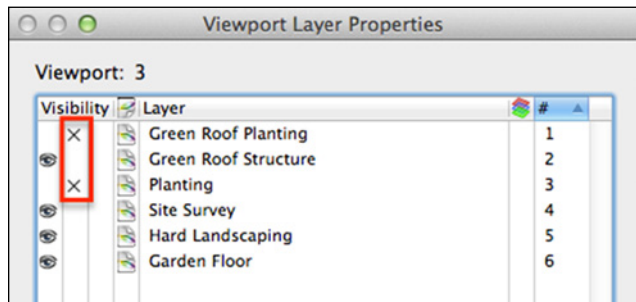 Viewport Layer Properties
Viewport: 3
Visibility Layer #
Green Roof Planting 1
Green Roof Structure 2
Planting 3
Site Survey 4
Hard Landscaping 5
Garden Floor 6